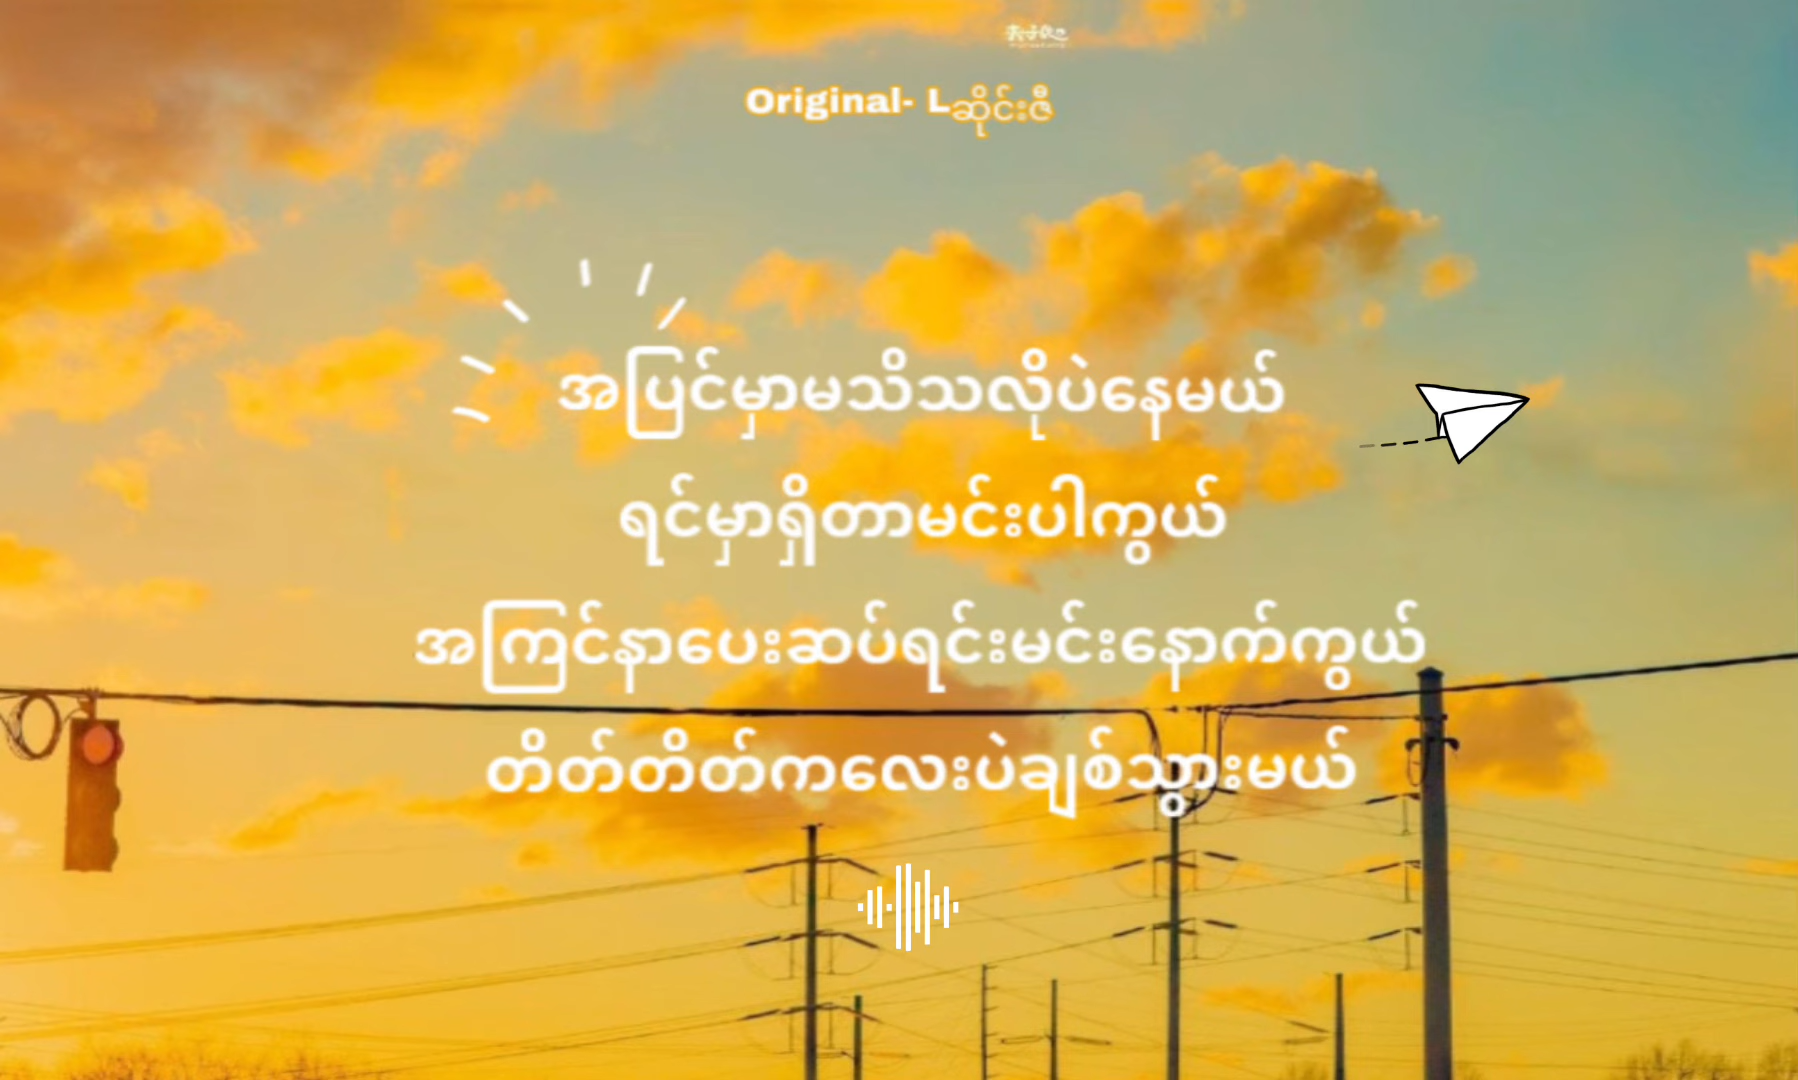 Original- Lဆိုင်းဇီ
အပြင်မှာမသိသလိုပဲနေမယ်
ရင်မှာရှိတာမင်းပါကွယ်
အကြင်နာပေးဆပ်ရင်းမင်းနောက်ကွယ်
တိတ်တိတ်ကလေးပဲချစ်သွားမယ်